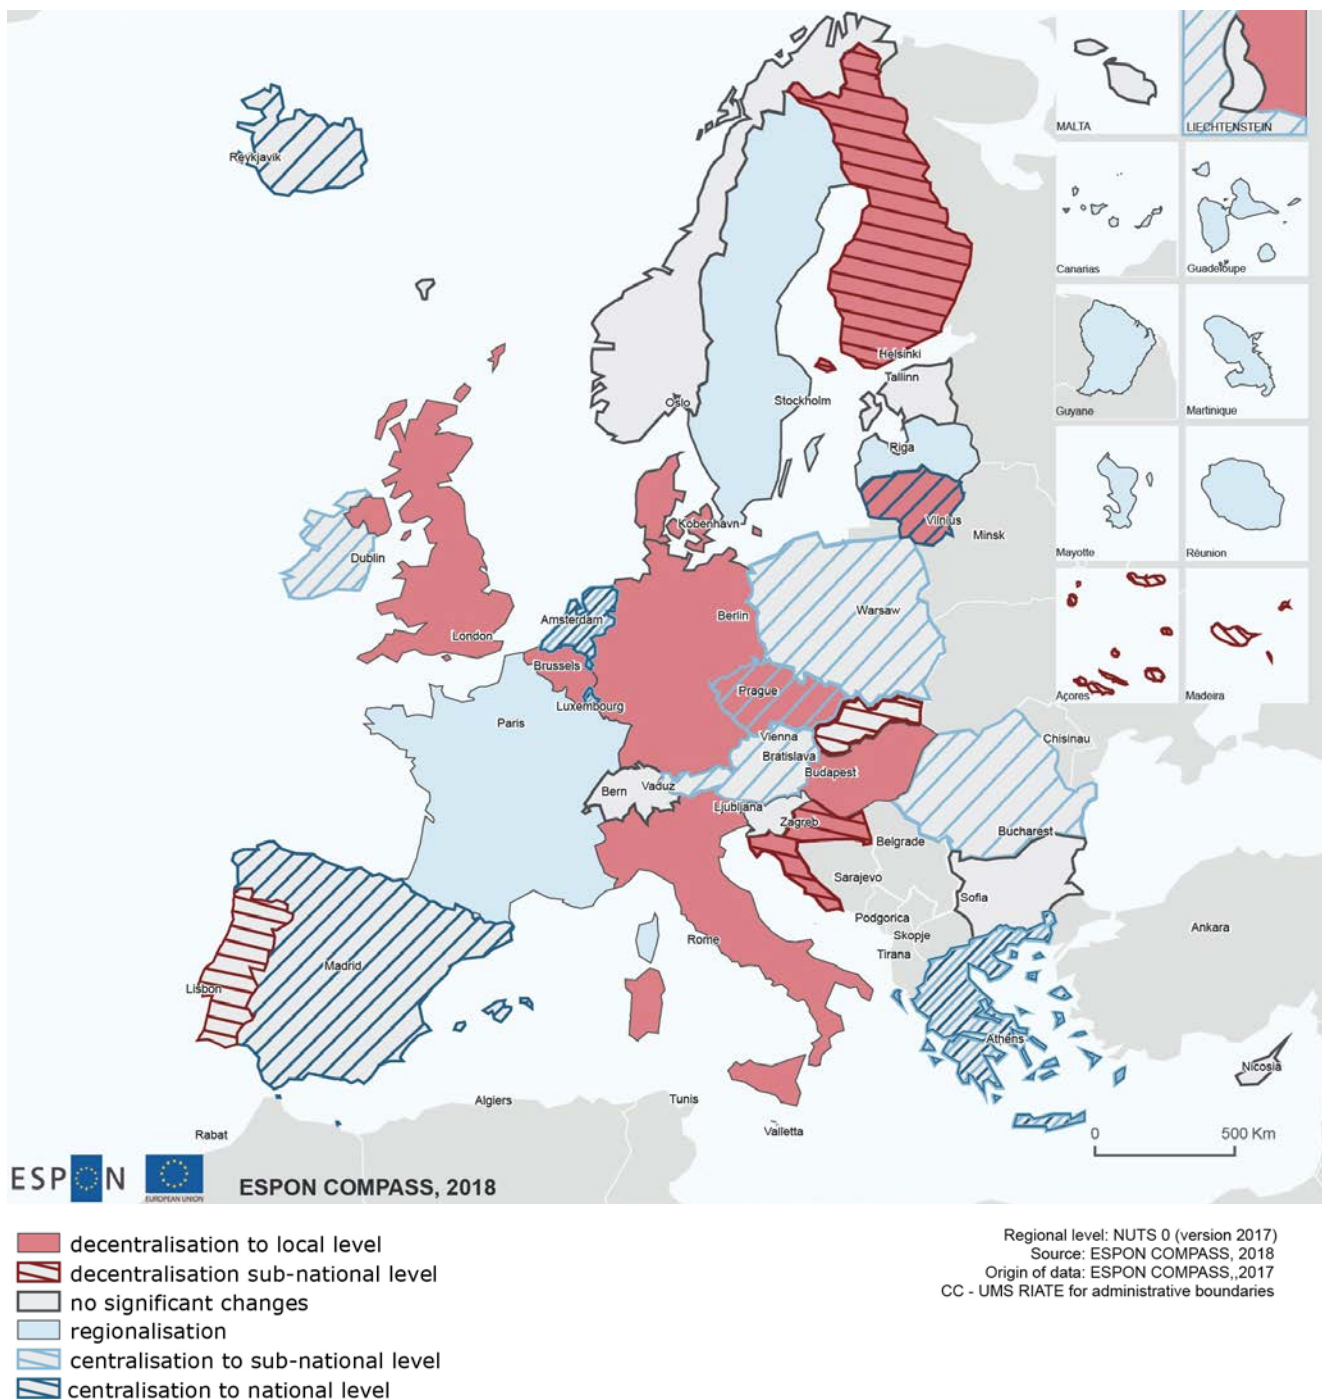 MALTA
LIECHTENSTEIN
Reykjavik
Canarias
Guadeloupe
Helsinki
Tallinn
Oslo
Stockholm
Guyane
Martinique
Riga
Vilnius
Kobenhavn
Minsk
Dublin
Mayotte
Réunion
Berlin
Warsaw
Amsterdam
London
Brussels
Prague
Açores
Madeira
Luxembourg
Paris
Vienna
Chisinau
Bratislava
Budapest
Vaduz
Bern
Ljubljana
Zagreb
Bucharest
Belgrade
Sarajevo
Sofia
Podgorica
Ankara
Skopje
Rome
Tirana
Madrid
Lisbon
Athens
Nicosia
Algiers
Tunis
Valletta
Rabat
0 500 Km
ESPON
EUROPEAN UNION
ESPON COMPASS, 2018
decentralisation to local level
decentralisation sub-national level
no significant changes
regionalisation
centralisation to sub-national level
centralisation to national level
Regional level: NUTS 0 (version 2017)
Source: ESPON COMPASS, 2018
Origin of data: ESPON COMPASS,,2017
CC - UMS RIATE for administrative boundaries